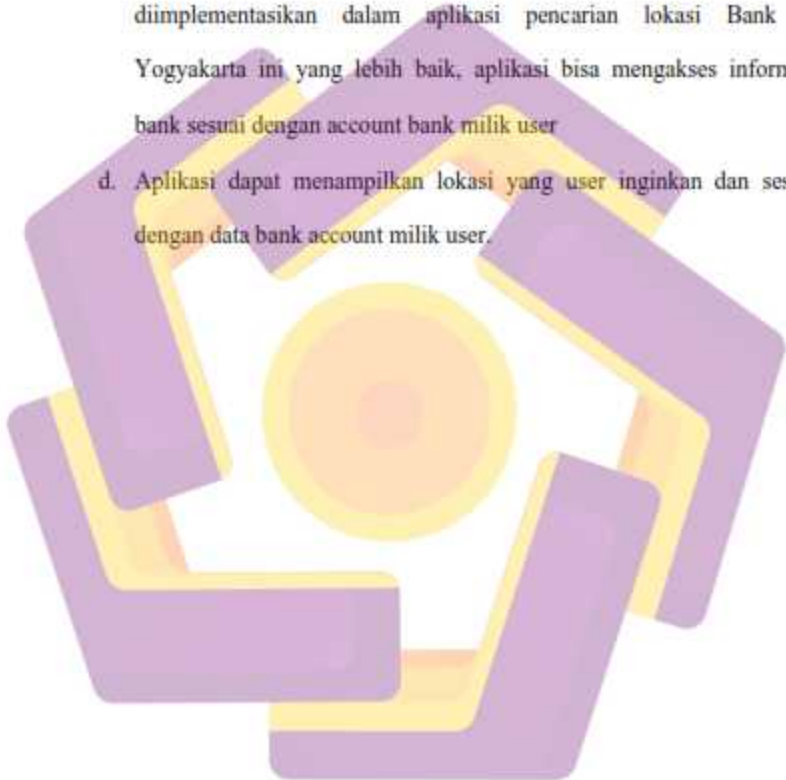 diimplementasikan dalam aplikasi pencarian lokasi Bank
Yogyakarta ini yang lebih baik, aplikasi bisa mengakses inform
bank sesuai dengan account bank milik user
d. Aplikasi dapat menampilkan lokasi yang user inginkan dan ses
dengan data bank account milik user.